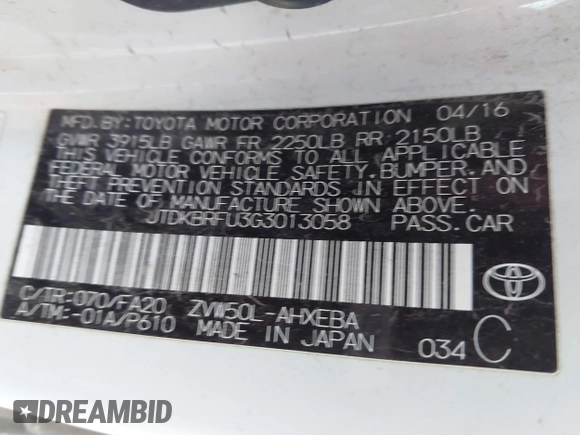 MFD.BY:TOYOTA MOTOR CORPORATION 04/16
GVWR 3915LB GAWR FR 2250LB RR 2150LB
THIS VEHICLE CONFORMS TO ALL APPLICABLE
FEDERAL MOTOR VEHICLE SAFETY,BUMPER,AND
THEFT PREVENTION STANDARDS IN EFFECT ON
THE DATE OF MANUFACTURE SHOWN ABOVE.
JTDKBRFU3G3013058 PASS.CAR
C/TR:070/FA20 ZVW50L-AHXEBA
A/TM:-01A/P610 MADE IN JAPAN 034 C
DREAMBID